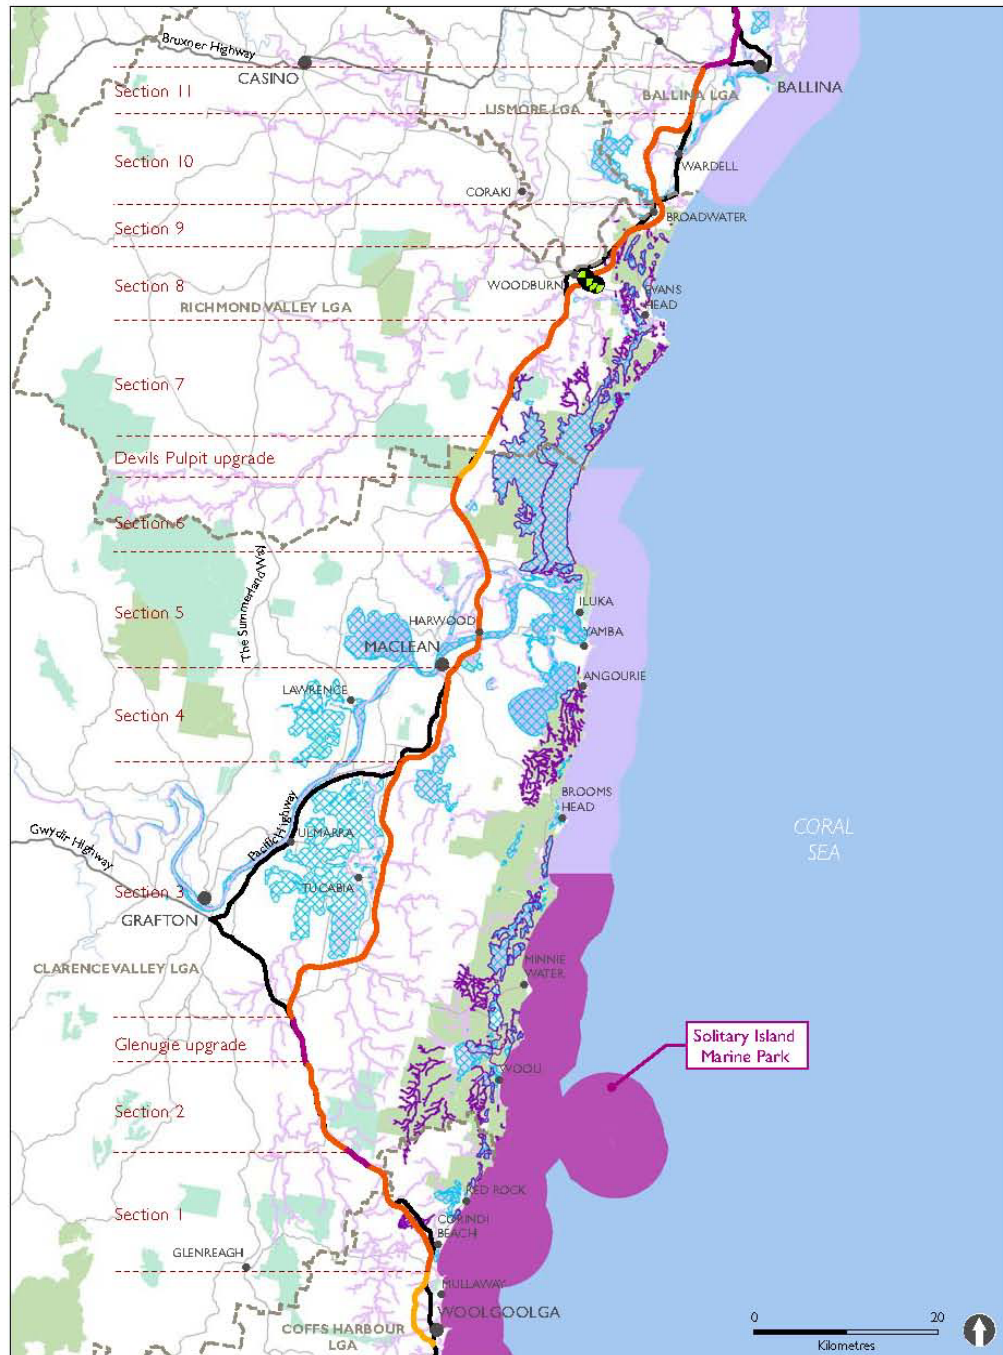 Bruxner Highway
CASINO
BALLINA
Section 11
BALLINA LGA
LISMORE LGA
Section 10
WARDELL
CORAKI
Section 9
BROADWATER
Section 8
WOODBURN
EVANS
HEAD
RICHMOND VALLEY LGA
Section 7
Devils Pulpit upgrade
Section 6
The Summerland Way
Section 5
ILUKA
HARWOOD
YAMBA
MACLEAN
ANGOURIE
LAWRENCE
Section 4
BROOMS
HEAD
Pacific Highway
ULMARRA
Gwydir Highway
CORAL
SEA
TUCABIA
Section 3
GRAFTON
CLARENCE VALLEY LGA
MINNIE
WATER
Glenugie upgrade
Solitary Island
Marine Park
WOOLI
Section 2
RED ROCK
Section 1
CORINDI
BEACH
GLENREAGH
MULLAWAY
WOOLGOOLGA
COFFS HARBOUR
LGA
0 20
Kilometres